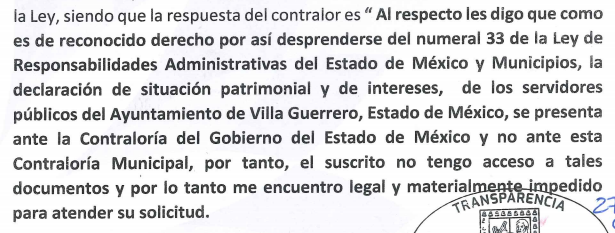 la Ley, siendo que la respuesta del contralor es “ Al respecto les digo que como
es de reconocido derecho por así desprenderse del numeral 33 de la Ley de
Responsabilidades Administrativas del Estado de México y Municipios, la
declaración de situación patrimonial y de intereses, de los servidores
públicos del Ayuntamiento de Villa Guerrero, Estado de México, se presenta
ante la Contraloría del Gobierno del Estado de México y no ante esta
Contraloría Municipal, por tanto, el suscrito no tengo acceso a tales
documentos y por lo tanto me encuentro legal y materialmente impedido
para atender su solicitud.
TRANSPARENCIA
27